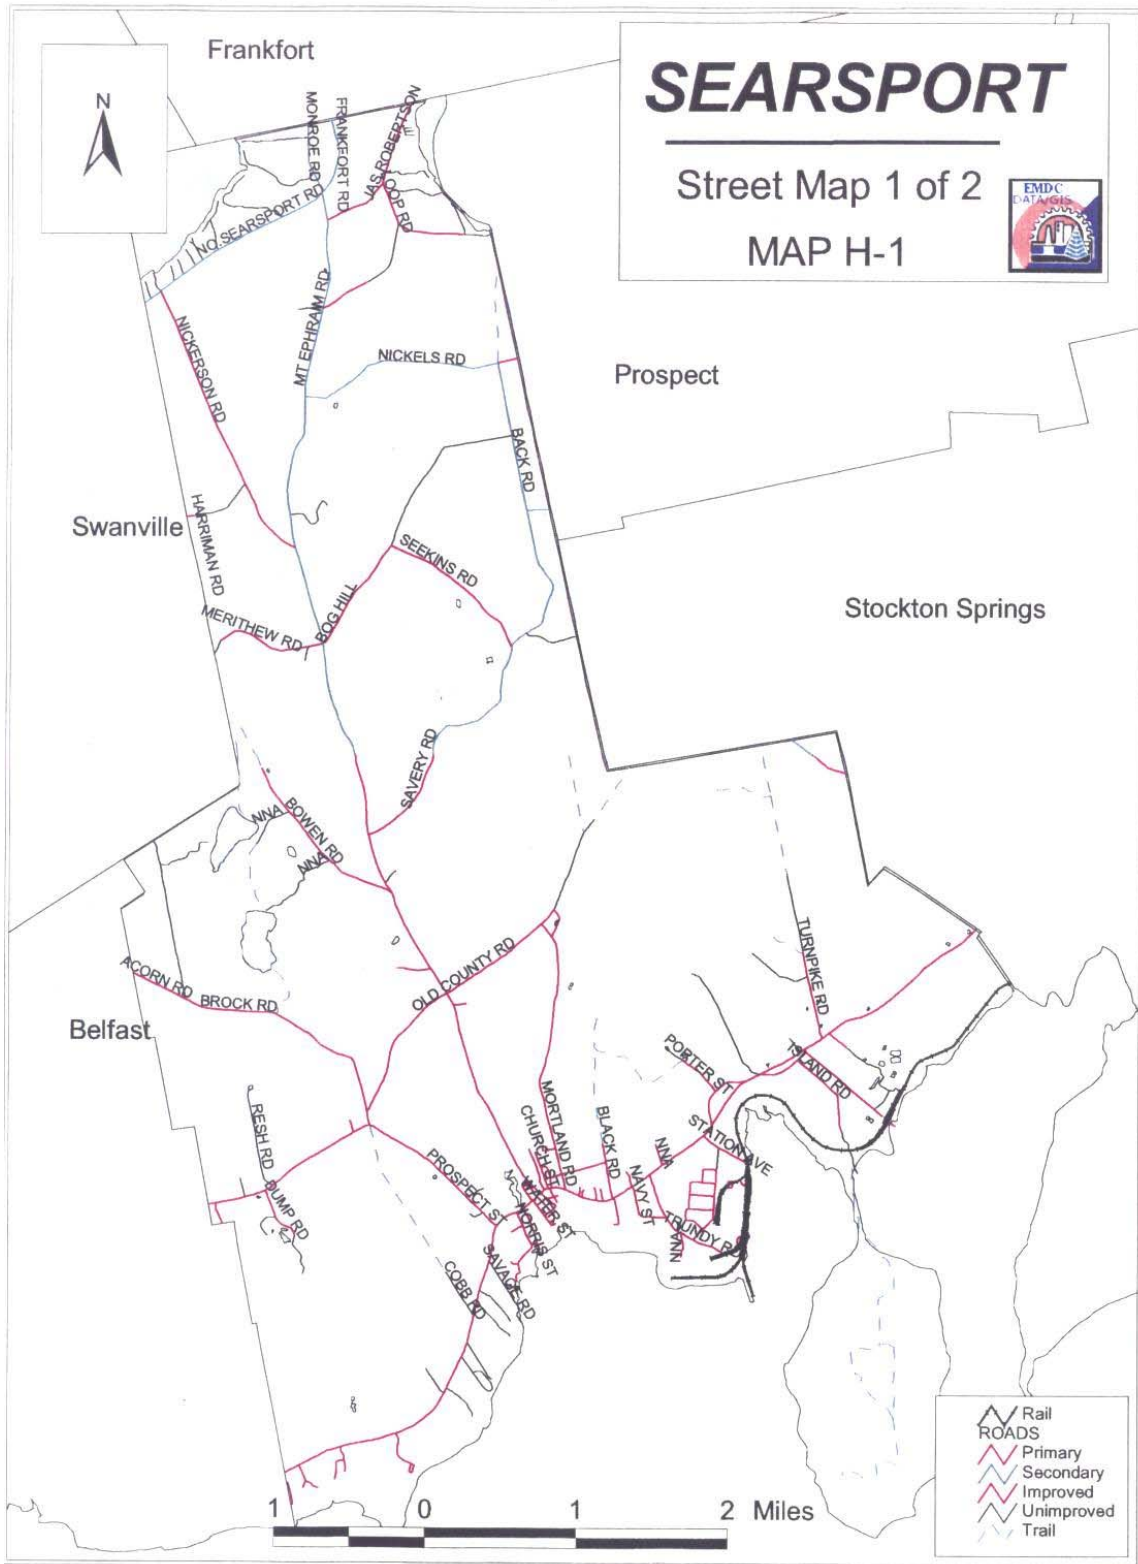 Frankfort
SEARSPORT
Street Map 1 of 2
MAP H-1
EMDC
DATA/GIS
N
MONROE RD
FRANKFORT RD
JAS.ROBERTSON
LOOP RD
NO.SEARSPORT RD
MT EPHRAIM RD
NICKERSON RD
NICKELS RD
Prospect
BACK RD
HARRIMAN RD
Swanville
SEEKINS RD
BOG HILL
MERITHEW RD
Stockton Springs
SAVERY RD
NNA
BOWEN RD
NNA
TURNPIKE RD
OLD COUNTY RD
ACORN RD
BROCK RD
Belfast
PORTER ST
ISLAND RD
STATION AVE
MORTLAND RD
CHURCH ST
BLACK RD
NNA
NAVY ST
RESH RD
DUMP RD
PROSPECT ST
WATER ST
NORRIS ST
TRUNDY RD
NNA
SAVAGE RD
COBB RD
Rail
ROADS
Primary
Secondary
Improved
Unimproved
Trail
1 0 1 2 Miles